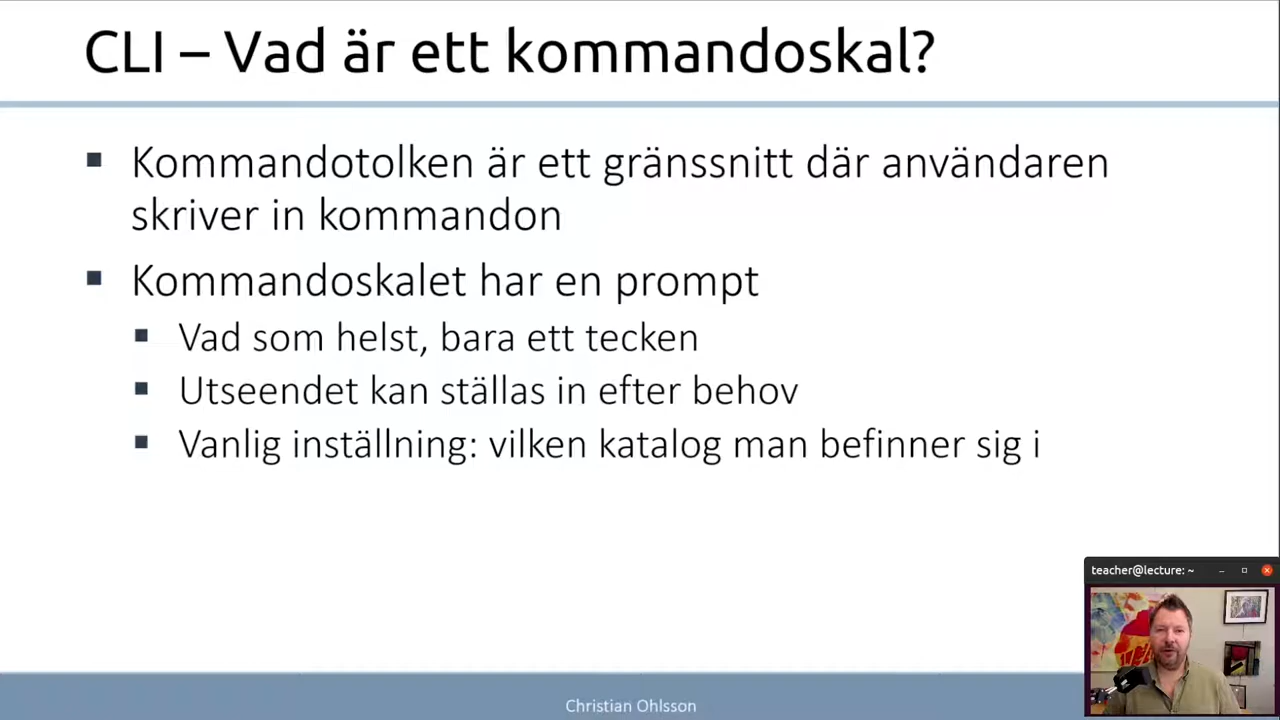 CLI – Vad är ett kommandoskal?
Kommandotolken är ett gränssnitt där användaren
skriver in kommandon
Kommandoskalet har en prompt
Vad som helst, bara ett tecken
Utseendet kan ställas in efter behov
Vanlig inställning: vilken katalog man befinner sig i
teacher@lecture: ~
Christian Ohlsson